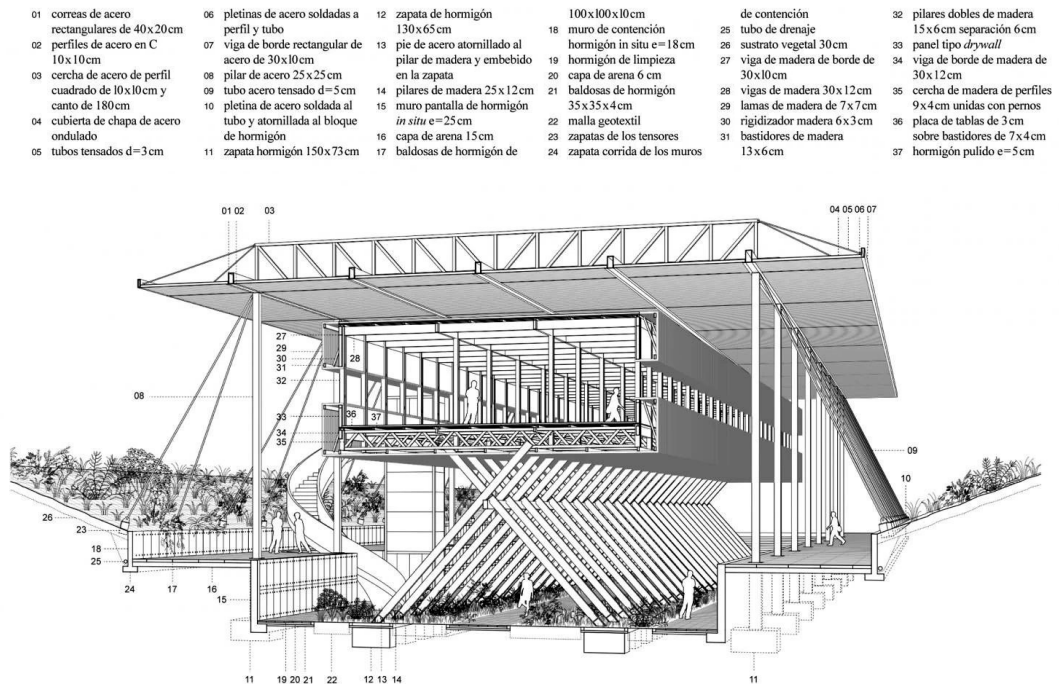 01 correas de acero
rectangulares de 40x20cm
02 perfiles de acero en C
10x10cm
03 cercha de acero de perfil
cuadrado de l0xl0cm y
canto de 180cm
04 cubierta de chapa de acero
ondulado
05 tubos tensados d=3cm
06 pletinas de acero soldadas a
perfil y tubo
07 viga de borde rectangular de
acero de 30x10cm
08 pilar de acero 25x25cm
09 tubo acero tensado d=5cm
10 pletina de acero soldada al
tubo y atornillada al bloque
de hormigón
11 zapata hormigón 150x73cm
12 zapata de hormigón
130x65cm
13 pie de acero atornillado al
pilar de madera y embebido
en la zapata
14 pilares de madera 25x12cm
15 muro pantalla de hormigón
in situ e=25cm
16 capa de arena 15cm
17 baldosas de hormigón de
100x100x10cm
18 muro de contención
hormigón in situ e=18cm
19 hormigón de limpieza
20 capa de arena 6 cm
21 baldosas de hormigón
35x35x4cm
22 malla geotextil
23 zapatas de los tensores
24 zapata corrida de los muros
de contención
25 tubo de drenaje
26 sustrato vegetal 30cm
27 viga de madera de borde de
30x10cm
28 vigas de madera 30x12cm
29 lamas de madera de 7x7cm
30 rigidizador madera 6x3cm
31 bastidores de madera
13x6cm
32 pilares dobles de madera
15x6cm separación 6cm
33 panel tipo drywall
34 viga de borde de madera de
30x12cm
35 cercha de madera de perfiles
9x4cm unidas con pernos
36 placa de tablas de 3cm
sobre bastidores de 7x4cm
37 hormigón pulido e=5cm
01 02 03
04 05 06 07
27
28
29
30
31
32
08
33
36 37
34
35
09
10
26
23
18
25
24 17 16
15
11 19 20 21 22 12 13 14 11